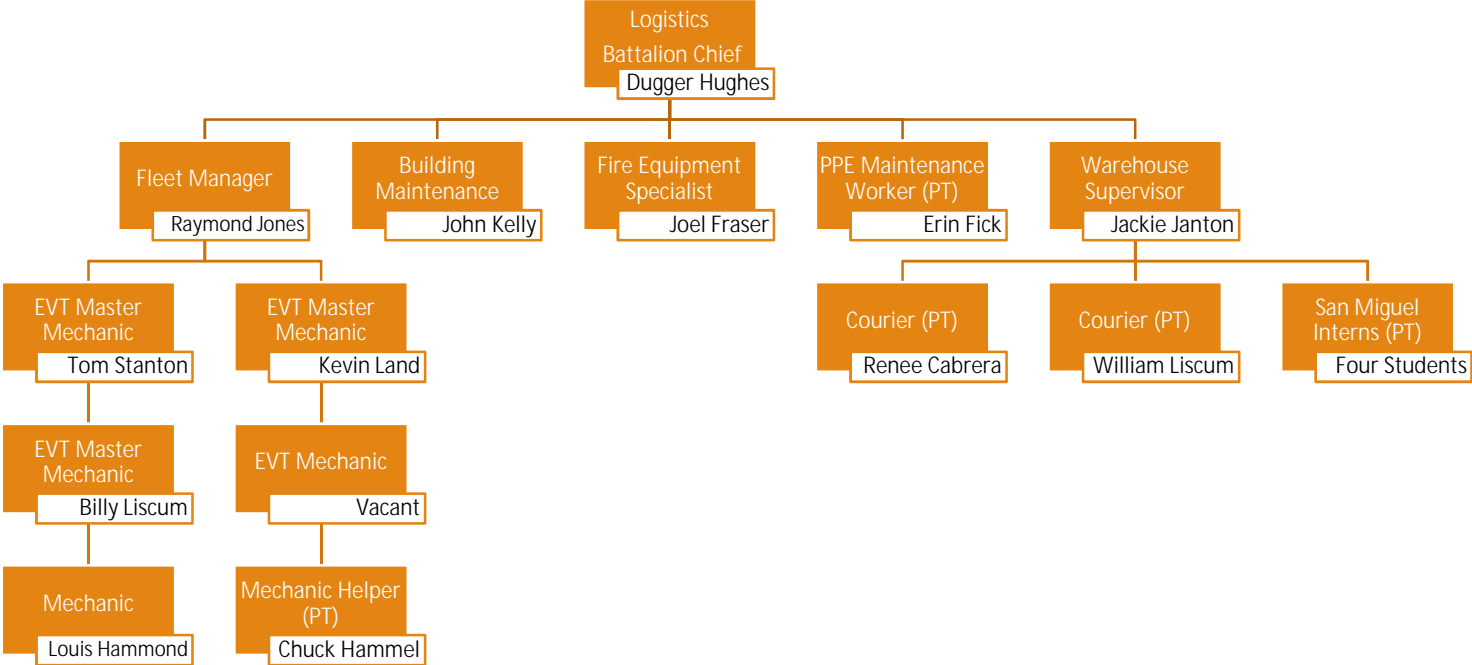 Logistics
Battalion Chief
Dugger Hughes
Fleet Manager
Raymond Jones
Building
Maintenance
John Kelly
Fire Equipment
Specialist
Joel Fraser
PPE Maintenance
Worker (PT)
Erin Fick
Warehouse
Supervisor
Jackie Janton
EVT Master
Mechanic
Tom Stanton
EVT Master
Mechanic
Kevin Land
Courier (PT)
Renee Cabrera
Courier (PT)
William Liscum
San Miguel
Interns (PT)
Four Students
EVT Master
Mechanic
Billy Liscum
EVT Mechanic
Vacant
Mechanic
Louis Hammond
Mechanic Helper
(PT)
Chuck Hammel